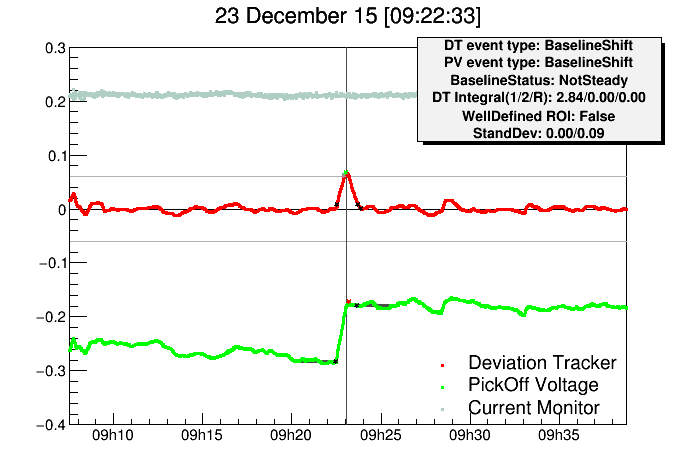 23 December 15 [09:22:33]
DT event type: BaselineShift
PV event type: BaselineShift
BaselineStatus: NotSteady
DT Integral(1/2/R): 2.84/0.00/0.00
WellDefined ROI: False
StandDev: 0.00/0.09
0.3
0.2
0.1
0
−0.1
−0.2
−0.3
−0.4
Deviation Tracker
PickOff Voltage
Current Monitor
09h10 09h15 09h20 09h25 09h30 09h35